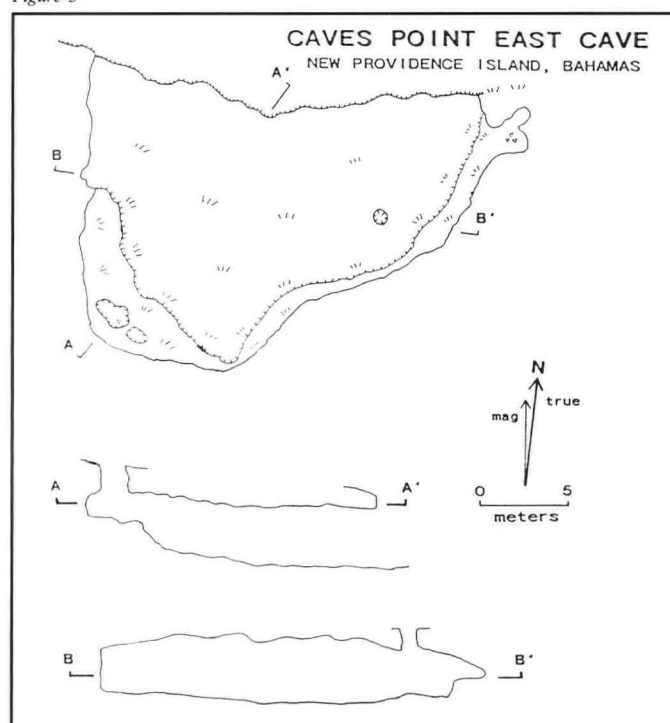 Figure 3
CAVES POINT EAST CAVE
NEW PROVIDENCE ISLAND, BAHAMAS
A'
B
B'
A
N
mag
true
A
A'
0 5
meters
B
B'